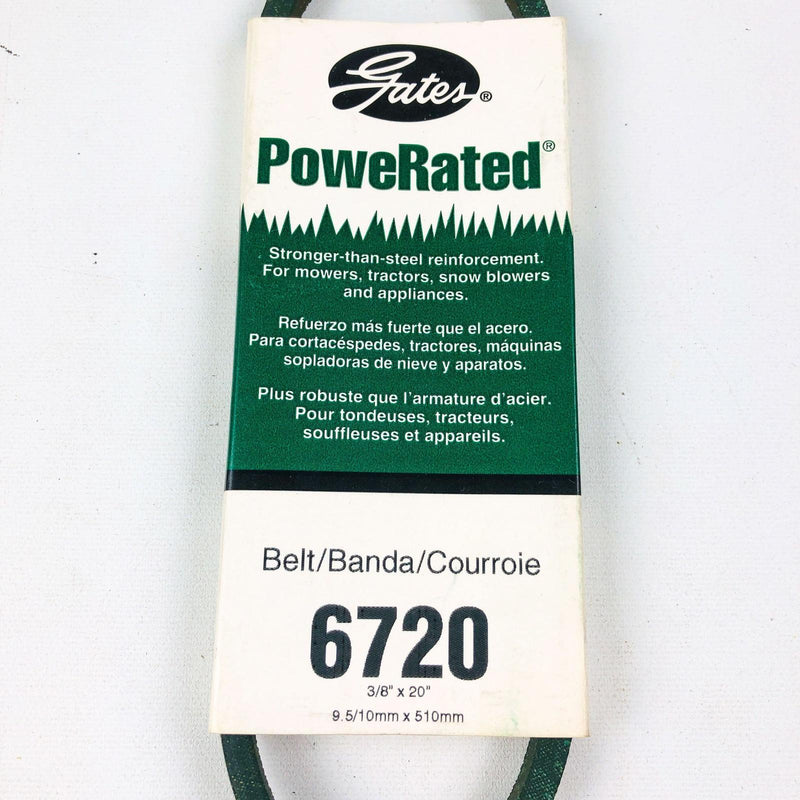 Gates®
PoweRated®
Stronger-than-steel reinforcement.
For mowers, tractors, snow blowers
and appliances.
Refuerzo más fuerte que el acero.
Para cortacéspedes, tractores, máquinas
sopladoras de nieve y aparatos.
Plus robuste que l'armature d'acier.
Pour tondeuses, tracteurs,
souffleuses et appareils.
Belt/Banda/Courroie
6720
3/8" x 20"
9.5/10mm x 510mm